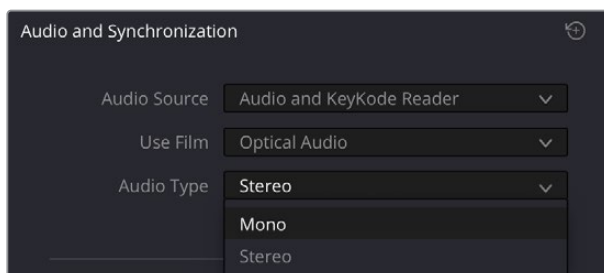 Audio and Synchronization
Audio Source Audio and KeyKode Reader
Use Film Optical Audio
Audio Type Stereo
Mono
Stereo